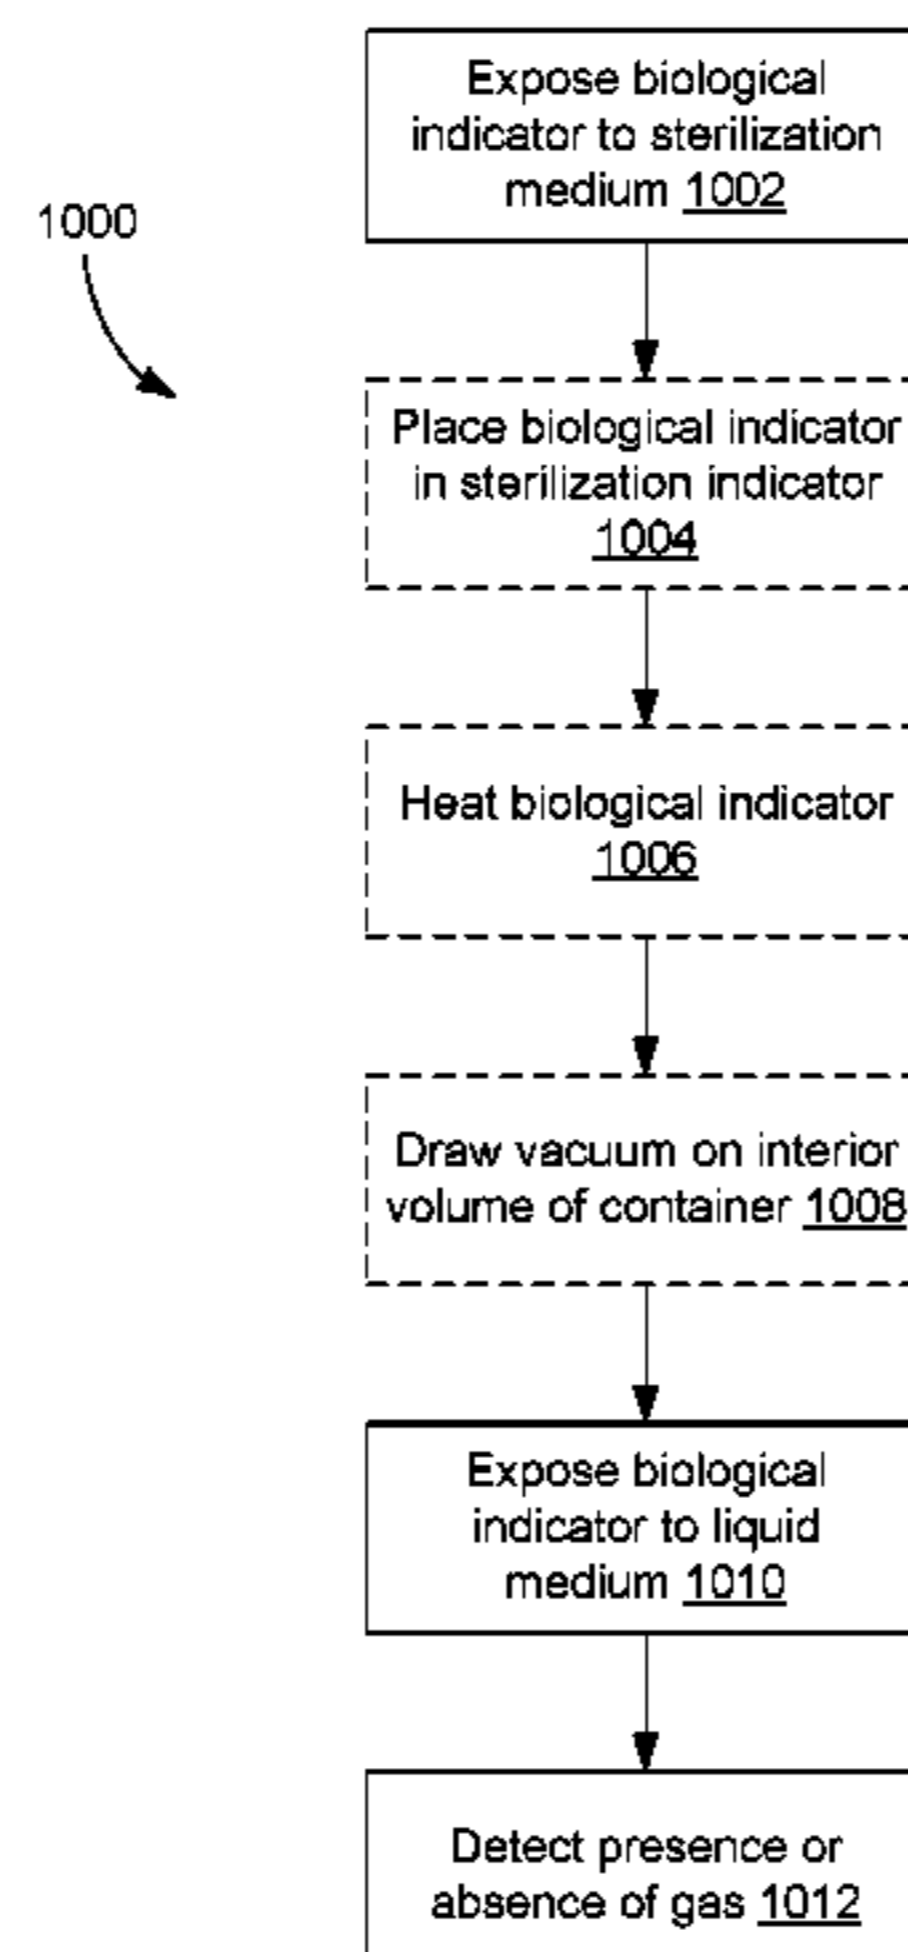 Expose biological
indicator to sterilization
medium 1002
1000
Place biological indicator
in sterilization indicator
1004
Heat biological indicator
1006
Draw vacuum on interior
volume of container 1008
Expose biological
indicator to liquid
medium 1010
Detect presence or
absence of gas 1012